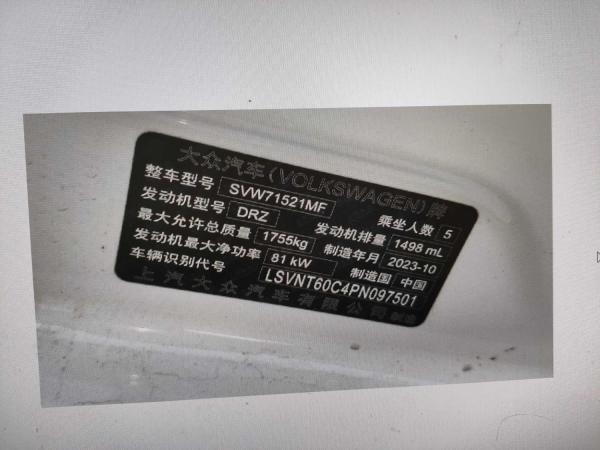 大众汽车(VOLKSWAGEN)牌
整车型号 SVW71521MF 乘坐人数 5
发动机型号 DRZ 发动机排量 1498 mL
最大允许总质量 1755kg 制造年月 2023-10
发动机最大净功率 81 kW 制造国 中国
车辆识别代号 LSVNT60C4PN097501
上汽大众汽车有限公司 制造